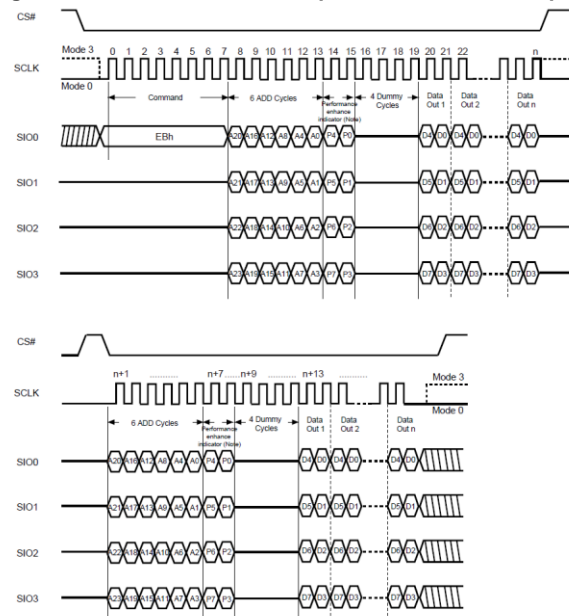 CS#
Mode 3 0 1 2 3 4 5 6 7 8 9 10 11 12 13 14 15 16 17 18 19 20 21 22 n
SCLK
Mode 0
Command 6 ADD Cycles Performance enhance indicator (Note) 4 Dummy Cycles Data Out 1 Data Out 2 Data Out n
SIO0 EBh A20 A16 A12 A8 A4 A0 P4 P0 D4 D0 D4 D0 D4 D0
SIO1 A21 A17 A13 A9 A5 A1 P5 P1 D5 D1 D5 D1 D5 D1
SIO2 A22 A18 A14 A10 A6 A2 P6 P2 D6 D2 D6 D2 D6 D2
SIO3 A23 A19 A15 A11 A7 A3 P7 P3 D7 D3 D7 D3 D7 D3
CS#
n+1 ........... n+7 ...... n+9 ........... n+13 ...........
SCLK Mode 3
Mode 0
6 ADD Cycles Performance enhance indicator (Note) 4 Dummy Cycles Data Out 1 Data Out 2 Data Out n
SIO0 A20 A16 A12 A8 A4 A0 P4 P0 D4 D0 D4 D0 D4 D0
SIO1 A21 A17 A13 A9 A5 A1 P5 P1 D5 D1 D5 D1 D5 D1
SIO2 A22 A18 A14 A10 A6 A2 P6 P2 D6 D2 D6 D2 D6 D2
SIO3 A23 A19 A15 A11 A7 A3 P7 P3 D7 D3 D7 D3 D7 D3